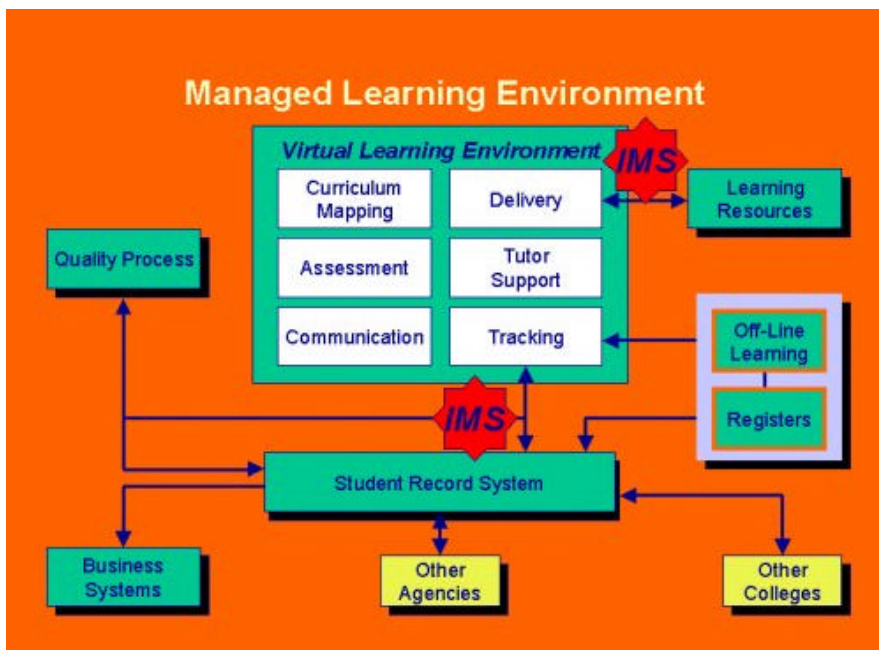 Managed Learning Environment
Virtual Learning Environment
IMS
Curriculum
Mapping
Delivery
Learning
Resources
Quality Process
Assessment
Tutor
Support
Communication
Tracking
Off-Line
Learning
Registers
IMS
Student Record System
Business
Systems
Other
Agencies
Other
Colleges